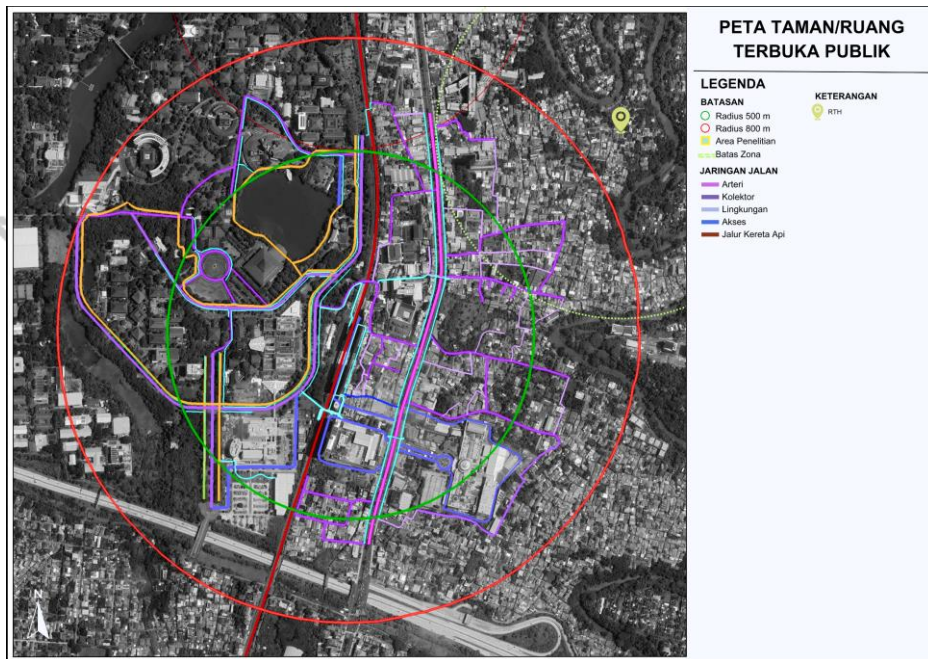 PETA TAMAN/RUANG
TERBUKA PUBLIK
LEGENDA
BATASAN
Radius 500 m
Radius 800 m
Area Penelitian
Batas Zona
JARINGAN JALAN
Arteri
Kolektor
Lingkungan
Akses
Jalur Kereta Api
KETERANGAN
RTH
N